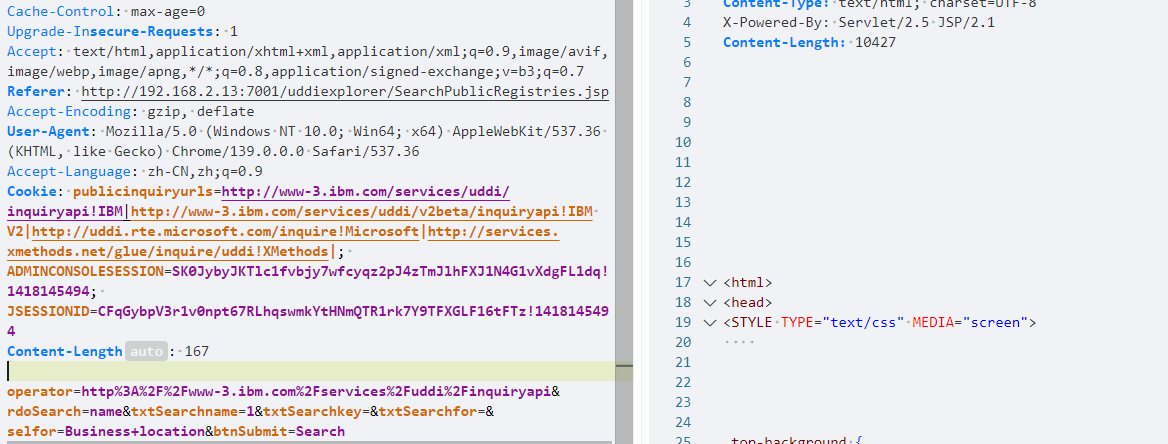 Cache-Control: max-age=0
Upgrade-Insecure-Requests: 1
Accept: text/html,application/xhtml+xml,application/xml;q=0.9,image/avif,
image/webp,image/apng,*/*;q=0.8,application/signed-exchange;v=b3;q=0.7
Referer: http://192.168.2.13:7001/uddiexplorer/SearchPublicRegistries.jsp
Accept-Encoding: gzip, deflate
User-Agent: Mozilla/5.0 (Windows NT 10.0; Win64; x64) AppleWebKit/537.36
(KHTML, like Gecko) Chrome/139.0.0.0 Safari/537.36
Accept-Language: zh-CN,zh;q=0.9
Cookie: publicinquiryurls=http://www-3.ibm.com/services/uddi/
inquiryapi!IBM|http://www-3.ibm.com/services/uddi/v2beta/inquiryapi!IBM
V2|http://uddi.rte.microsoft.com/inquire!Microsoft|http://services.
xmethods.net/glue/inquire/uddi!XMethods|;
ADMINCONSOLESESSION=SK0JybyJKTlc1fvbjy7wfcyqz2pJ4zTmJlhFXJ1N4G1vXdgFL1dq!
1418145494;
JSESSIONID=CFqGybpV3r1v0npt67RLhqswmkYtHNmQTR1rk7Y9TFXGLF16tFTz!141814549
4
Content-Length auto: 167
operator=http%3A%2F%2Fwww-3.ibm.com%2Fservices%2Fuddi%2Finquiryapi&
rdoSearch=name&txtSearchname=1&txtSearchkey=&txtSearchfor=&
selfor=Business+location&btnSubmit=Search
3 Content-Type: text/html; charset=UTF-8
4 X-Powered-By: Servlet/2.5 JSP/2.1
5 Content-Length: 10427
6
7
8
9
10
11
12
13
14
15
16
17 <html>
18 <head>
19 <STYLE TYPE="text/css" MEDIA="screen">
20
21
22
23
24
25 .top-background {